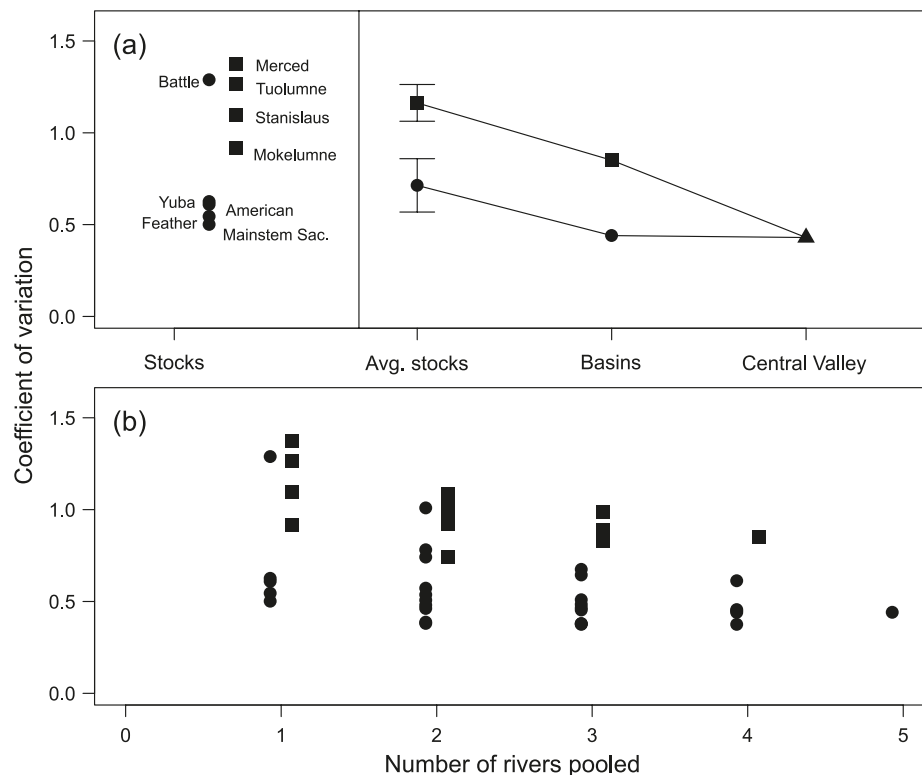 (a)
1.5
1.0
0.5
0.0
Battle
Merced
Tuolumne
Stanislaus
Mokelumne
Yuba
American
Feather
Mainstem Sac.
Stocks
Avg. stocks
Basins
Central Valley
Coefficient of variation
(b)
1.5
1.0
0.5
0.0
0 1 2 3 4 5
Number of rivers pooled